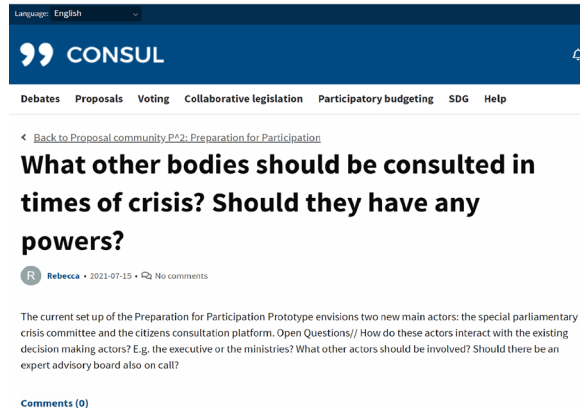 Language: English
CONSUL
Debates Proposals Voting Collaborative legislation Participatory budgeting SDG Help
Back to Proposal community P^2: Preparation for Participation
What other bodies should be consulted in
times of crisis? Should they have any
powers?
R Rebecca • 2021-07-15 • No comments
The current set up of the Preparation for Participation Prototype envisions two new main actors: the special parliamentary
crisis committee and the citizens consultation platform. Open Questions// How do these actors interact with the existing
decision making actors? E.g. the executive or the ministries? What other actors should be involved? Should there be an
expert advisory board also on call?
Comments (0)